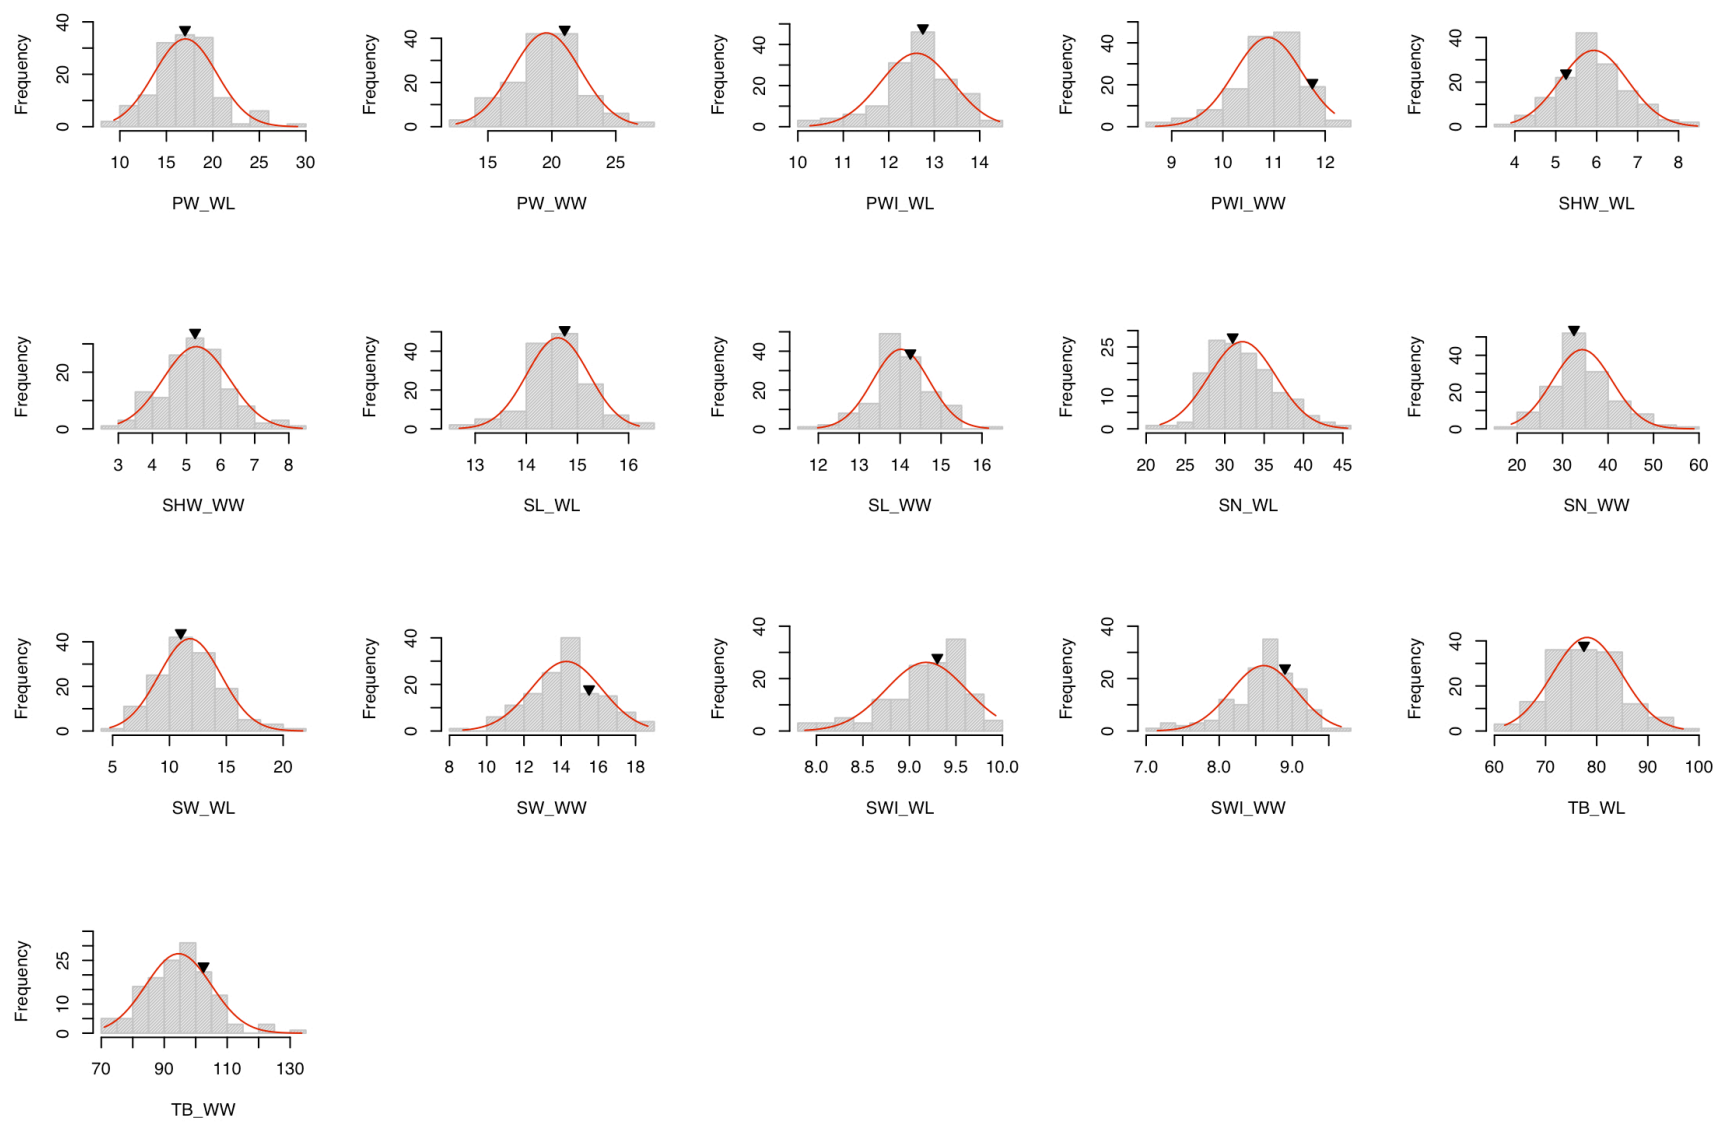 Frequency
0 20 40
10 15 20 25 30
PW_WL
Frequency
0 20 40
15 20 25
PW_WW
Frequency
0 20 40
10 11 12 13 14
PWI_WL
Frequency
0 20 40
9 10 11 12
PWI_WW
Frequency
0 20 40
4 5 6 7 8
SHW_WL
Frequency
0 20
3 4 5 6 7 8
SHW_WW
Frequency
0 20 40
13 14 15 16
SL_WL
Frequency
0 20 40
12 13 14 15 16
SL_WW
Frequency
0 10 25
20 25 30 35 40 45
SN_WL
Frequency
0 20 40
20 30 40 50 60
SN_WW
Frequency
0 20 40
5 10 15 20
SW_WL
Frequency
0 20 40
8 10 12 14 16 18
SW_WW
Frequency
0 20 40
8.0 8.5 9.0 9.5 10.0
SWI_WL
Frequency
0 20 40
7.0 8.0 9.0
SWI_WW
Frequency
0 20 40
60 70 80 90 100
TB_WL
Frequency
0 10 25
70 90 110 130
TB_WW